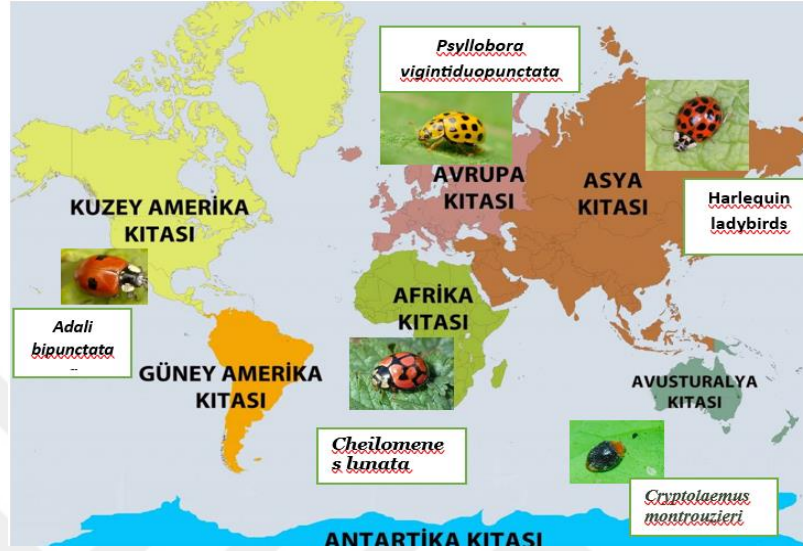 Psyllobora
vigintiduopunctata
AVRUPA
KITASI
ASYA
KITASI
Harlequin
ladybirds
KUZEY AMERİKA
KITASI
Adali
bipunctata
..
AFRİKA
KITASI
GÜNEY AMERİKA
KITASI
AVUSTURALYA
KITASI
Cheilomene
s lunata
Cryptolaemus
montrouzieri
ANTARTİKA KITASI